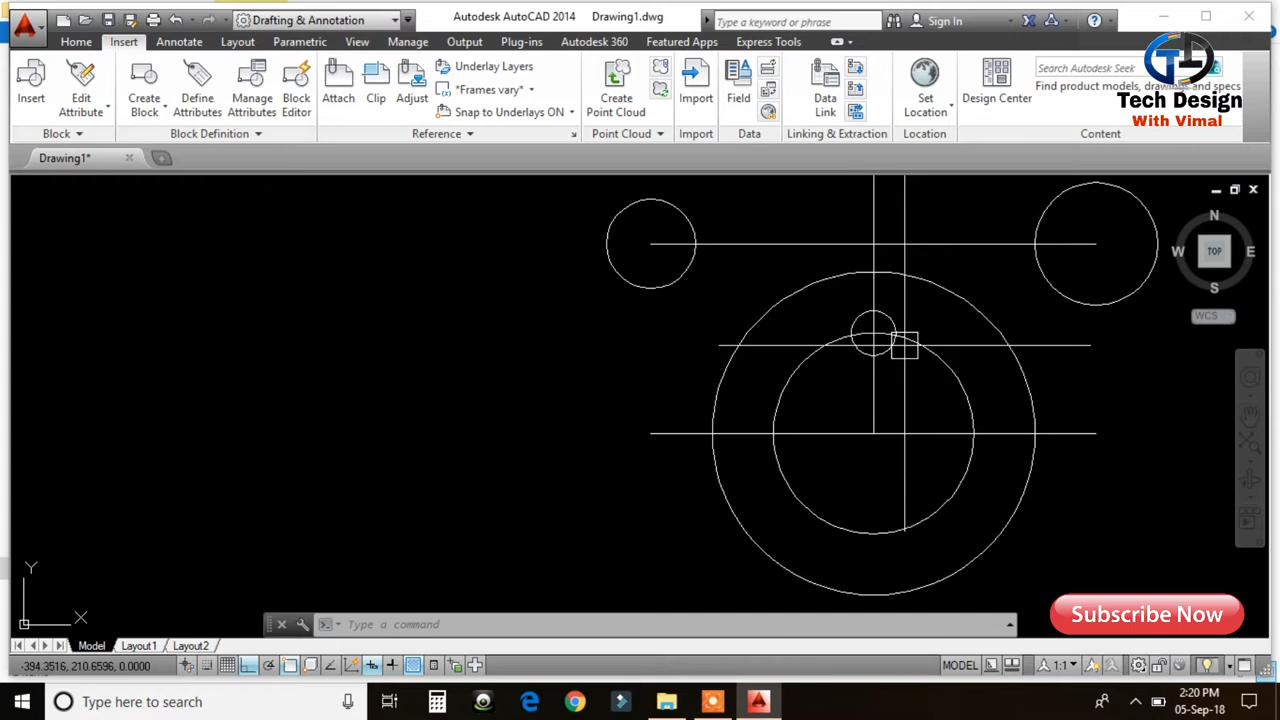 Drafting & Annotation
Autodesk AutoCAD 2014 Drawing1.dwg
Type a keyword or phrase
Sign In
Home Insert Annotate Layout Parametric View Manage Output Plug-ins Autodesk 360 Featured Apps Express Tools
Insert
Edit
Attribute
Create
Block
Define
Attributes
Manage
Attributes
Block
Editor
Attach
Clip
Adjust
Underlay Layers
*Frames vary*
Snap to Underlays ON
Create
Point Cloud
Import
Field
Data
Link
Set
Location
Design Center
Search Autodesk Seek
Find product models, drawings and specs
Block
Block Definition
Reference
Point Cloud
Import
Data
Linking & Extraction
Location
Content
TD
Tech Design
With Vimal
Drawing1*
N
W
TOP
E
S
WCS
Y
X
Type a command
Subscribe Now
Model Layout1 Layout2
-394.3516, 210.6596, 0.0000
MODEL
1:1
Type here to search
2:20 PM
05-Sep-18